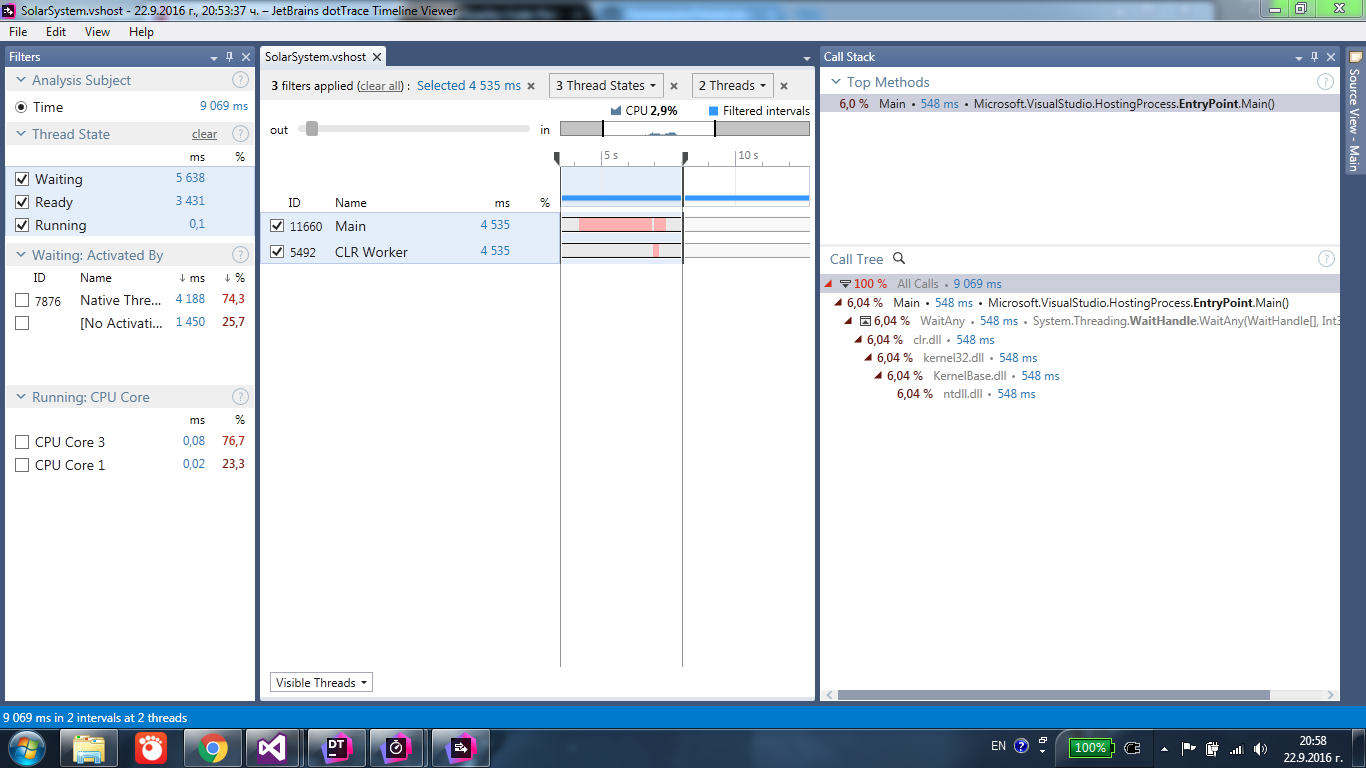 SolarSystem.vshost - 22.9.2016 г., 20:53:37 ч. – JetBrains dotTrace Timeline Viewer
File Edit View Help
Filters
Analysis Subject ?
Time 9 069 ms
Thread State clear ?
ms %
Waiting 5 638
Ready 3 431
Running 0,1
Waiting: Activated By ?
ID Name ↓ ms ↓ %
7876 Native Thre... 4 188 74,3
[No Activati... 1 450 25,7
Running: CPU Core ?
ms %
CPU Core 3 0,08 76,7
CPU Core 1 0,02 23,3
SolarSystem.vshost
3 filters applied (clear all) : Selected 4 535 ms 3 Thread States 2 Threads
CPU 2,9% Filtered intervals
out in
5 s 10 s
ID Name ms %
11660 Main 4 535
5492 CLR Worker 4 535
Visible Threads
Call Stack
Top Methods ?
6,0 % Main • 548 ms • Microsoft.VisualStudio.HostingProcess.EntryPoint.Main()
Call Tree ?
100 % All Calls • 9 069 ms
6,04 % Main • 548 ms • Microsoft.VisualStudio.HostingProcess.EntryPoint.Main()
6,04 % WaitAny • 548 ms • System.Threading.WaitHandle.WaitAny(WaitHandle[], Int3
6,04 % clr.dll • 548 ms
6,04 % kernel32.dll • 548 ms
6,04 % KernelBase.dll • 548 ms
6,04 % ntdll.dll • 548 ms
Source View - Main
9 069 ms in 2 intervals at 2 threads
DT
EN ? 100% 20:58
22.9.2016 г.